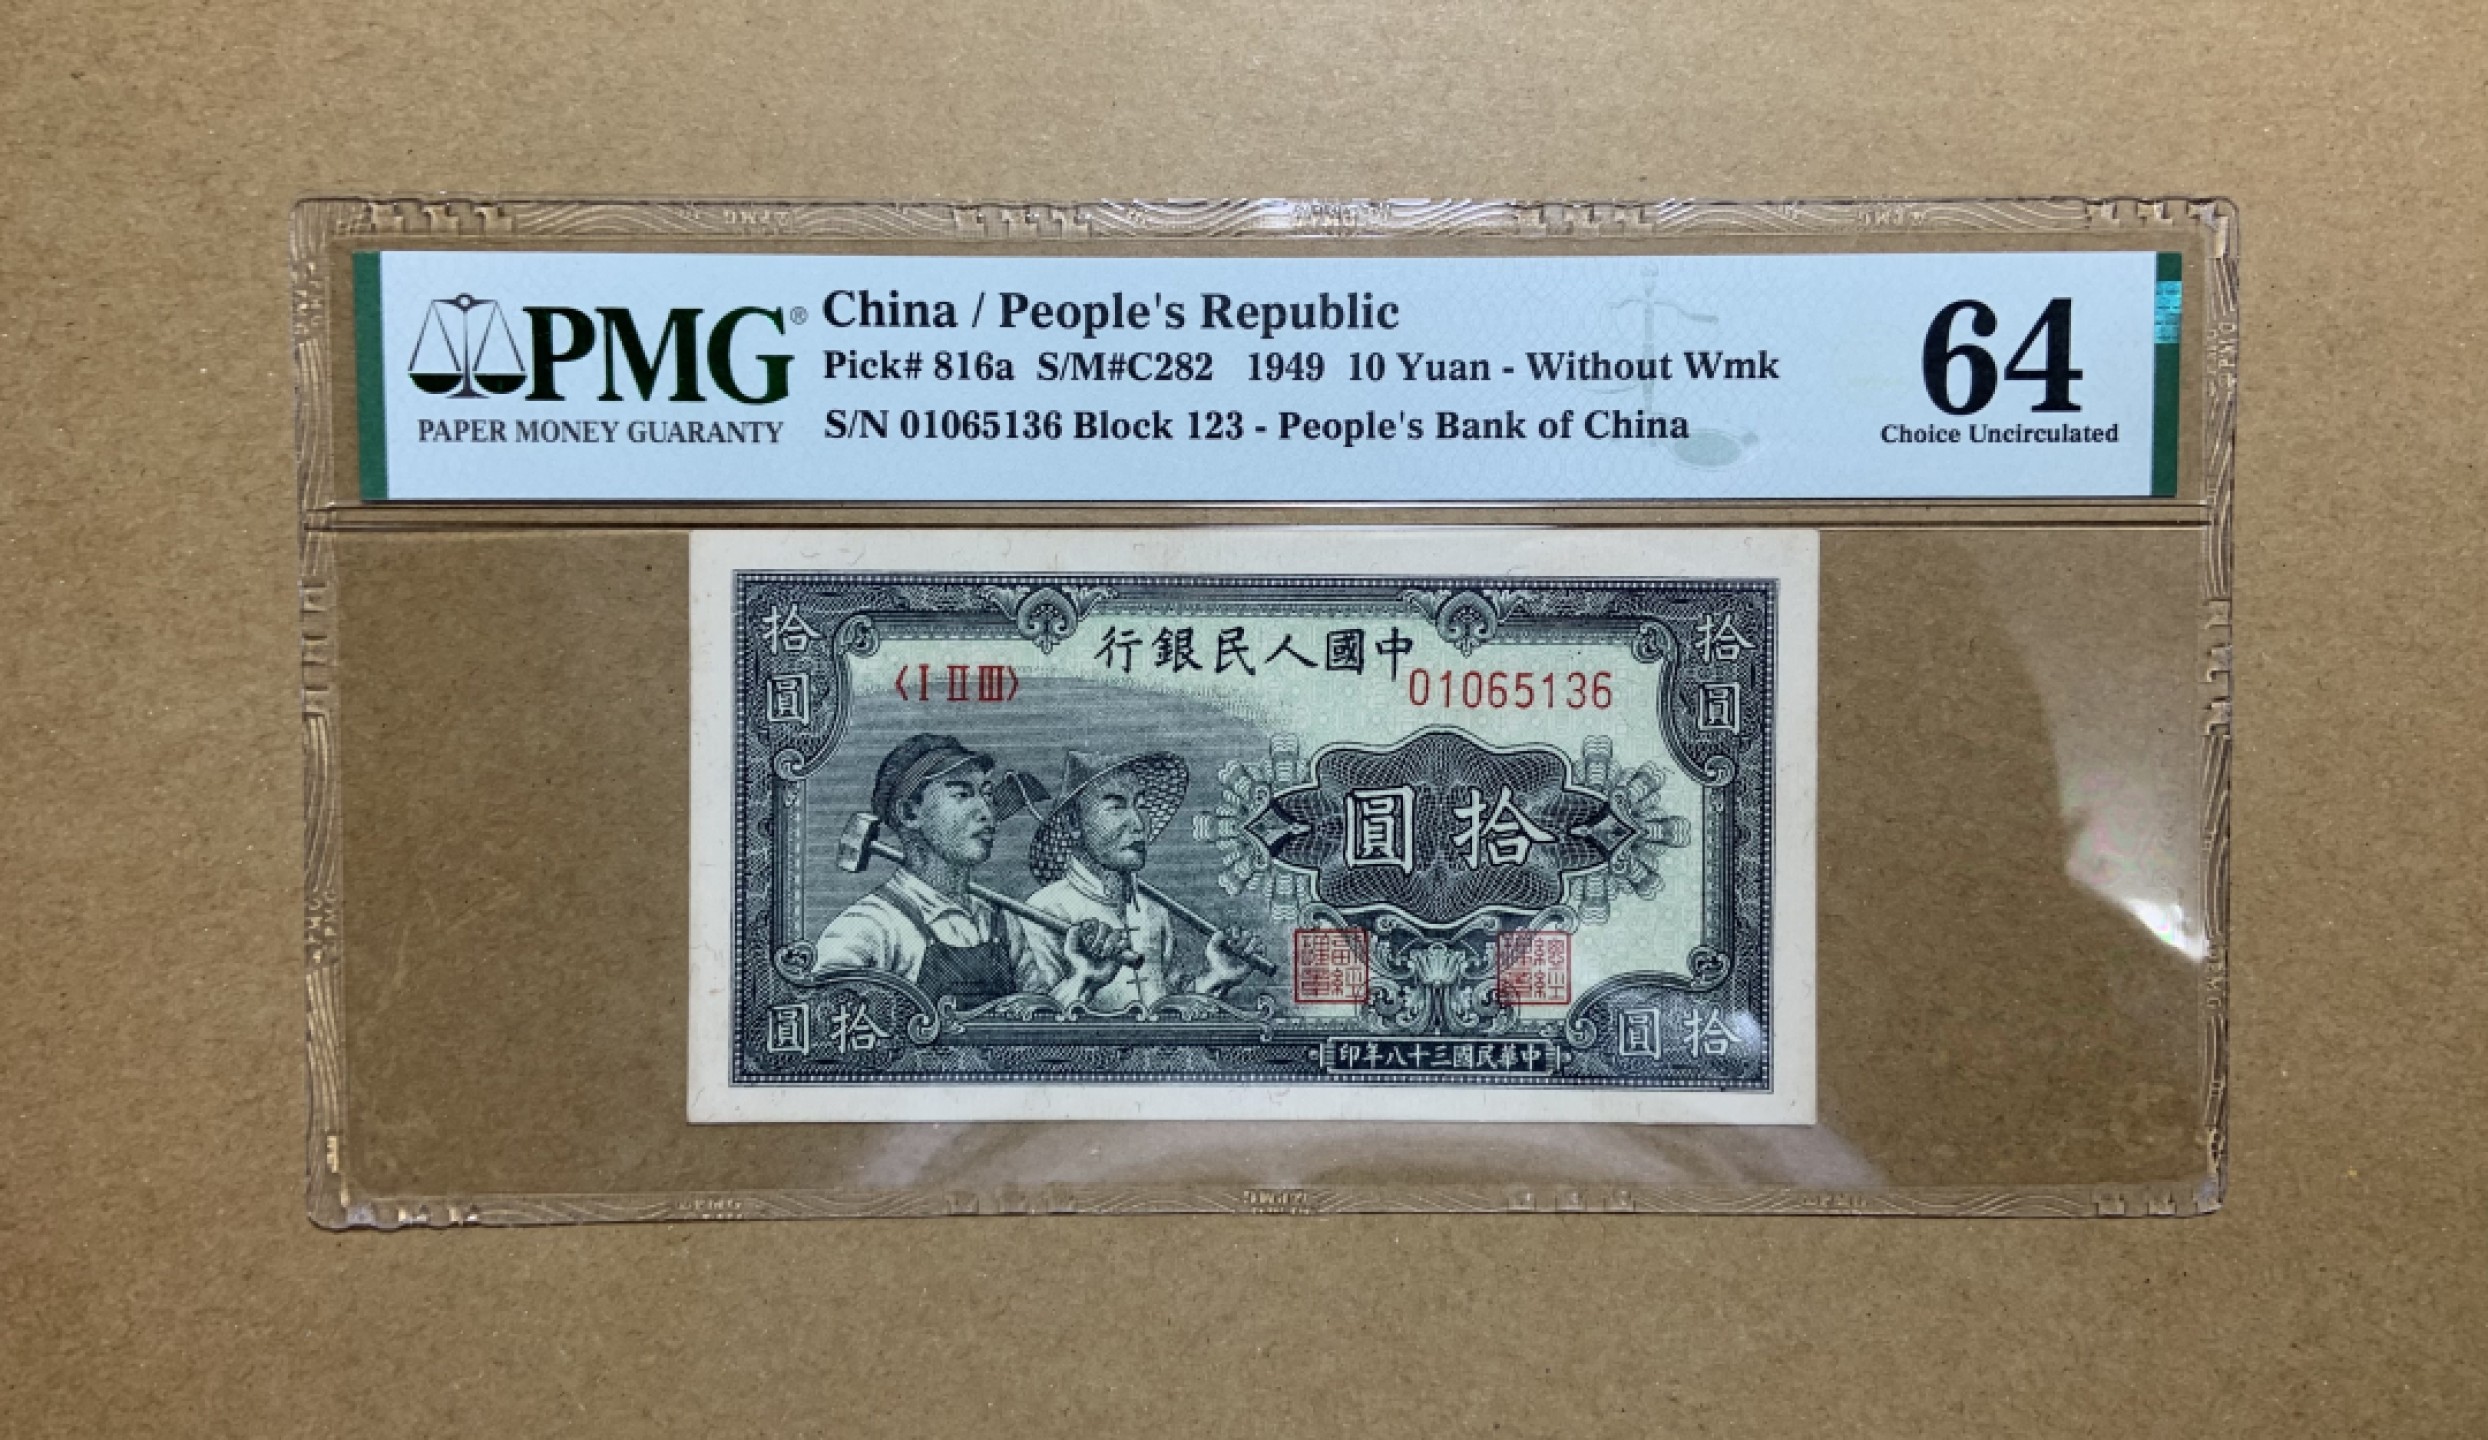 PMG®
PAPER MONEY GUARANTY
China / People's Republic
Pick# 816a S/M#C282 1949 10 Yuan - Without Wmk
S/N 01065136 Block 123 - People's Bank of China
64
Choice Uncirculated
行銀民人國中
〈I II III〉
01065136
拾圓
拾圓
圓拾
圓拾
圓拾
印年八十三國民華中